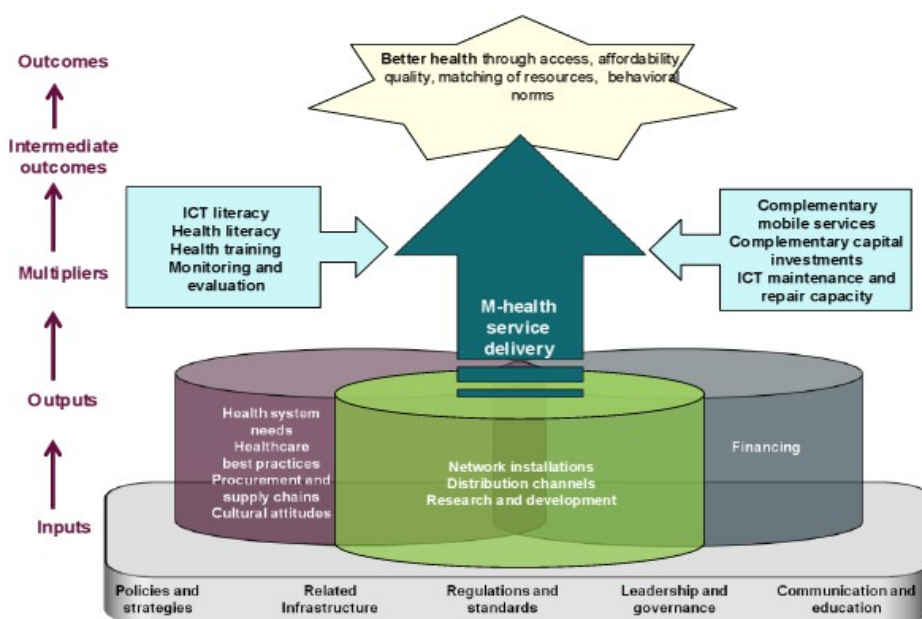 Outcomes
Intermediate
outcomes
Multipliers
Outputs
Inputs
Better health through access, affordability
quality, matching of resources, behavioral
norms
ICT literacy
Health literacy
Health training
Monitoring and
evaluation
Complementary
mobile services
Complementary capital
investments
ICT maintenance and
repair capacity
M-health
service
delivery
Health system
needs
Healthcare
best practices
Procurement and
supply chains
Cultural attitudes
Network installations
Distribution channels
Research and development
Financing
Policies and
strategies
Related
Infrastructure
Regulations and
standards
Leadership and
governance
Communication and
education